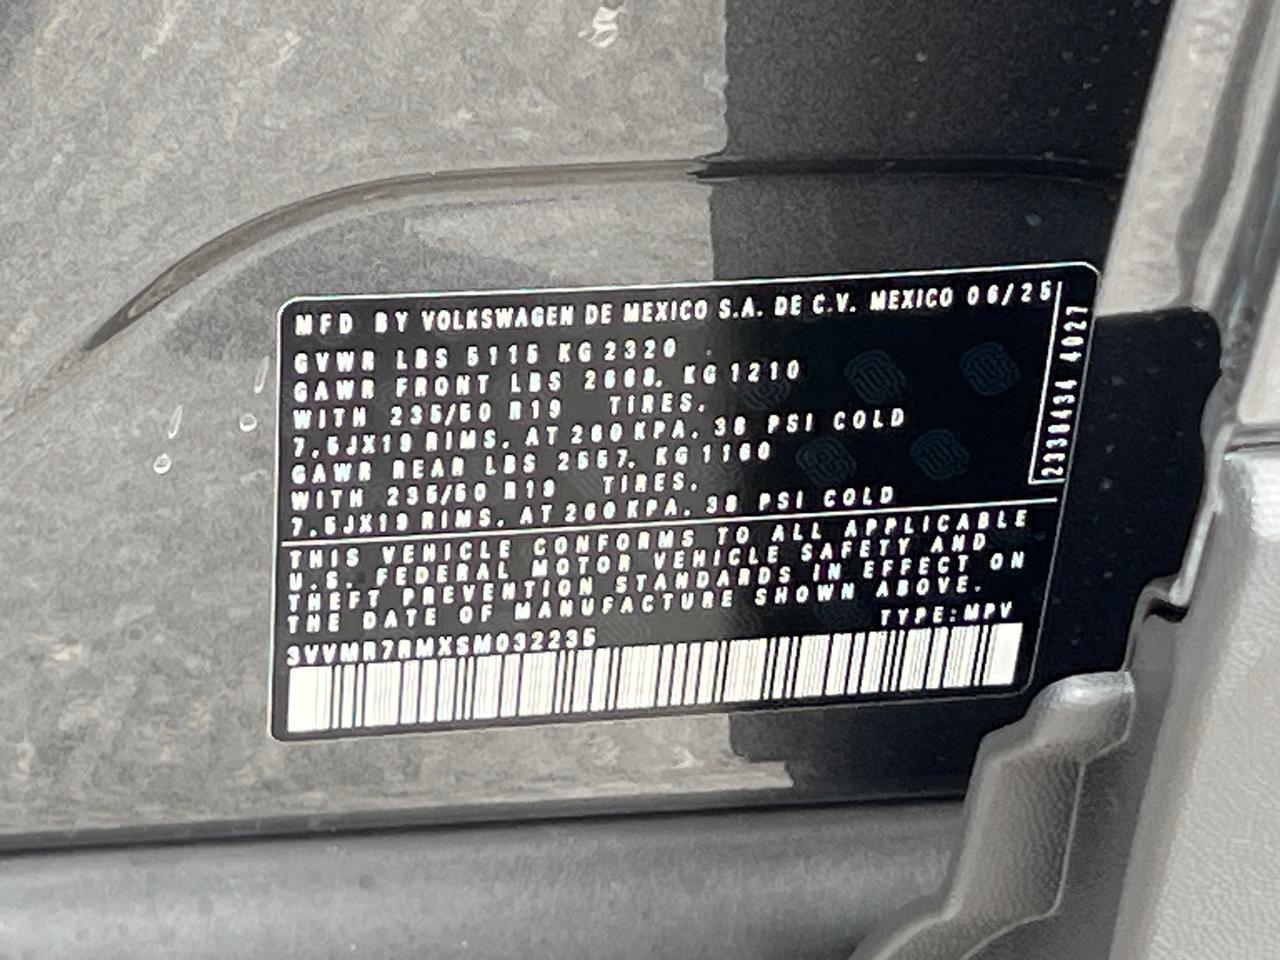 MFD BY VOLKSWAGEN DE MEXICO S.A. DE C.V. MEXICO 06/25
GVWR LBS 5115 KG 2320
GAWR FRONT LBS 2668. KG 1210
WITH 235/50 R19 TIRES.
7.5JX19 RIMS. AT 260 KPA. 38 PSI COLD
GAWR REAR LBS 2557. KG 1160
WITH 235/50 R19 TIRES.
7.5JX19 RIMS. AT 260 KPA. 38 PSI COLD
THIS VEHICLE CONFORMS TO ALL APPLICABLE
U.S. FEDERAL MOTOR VEHICLE SAFETY AND
THEFT PREVENTION STANDARDS IN EFFECT ON
THE DATE OF MANUFACTURE SHOWN ABOVE.
TYPE:MPV
3VVMR7RMXSM032235